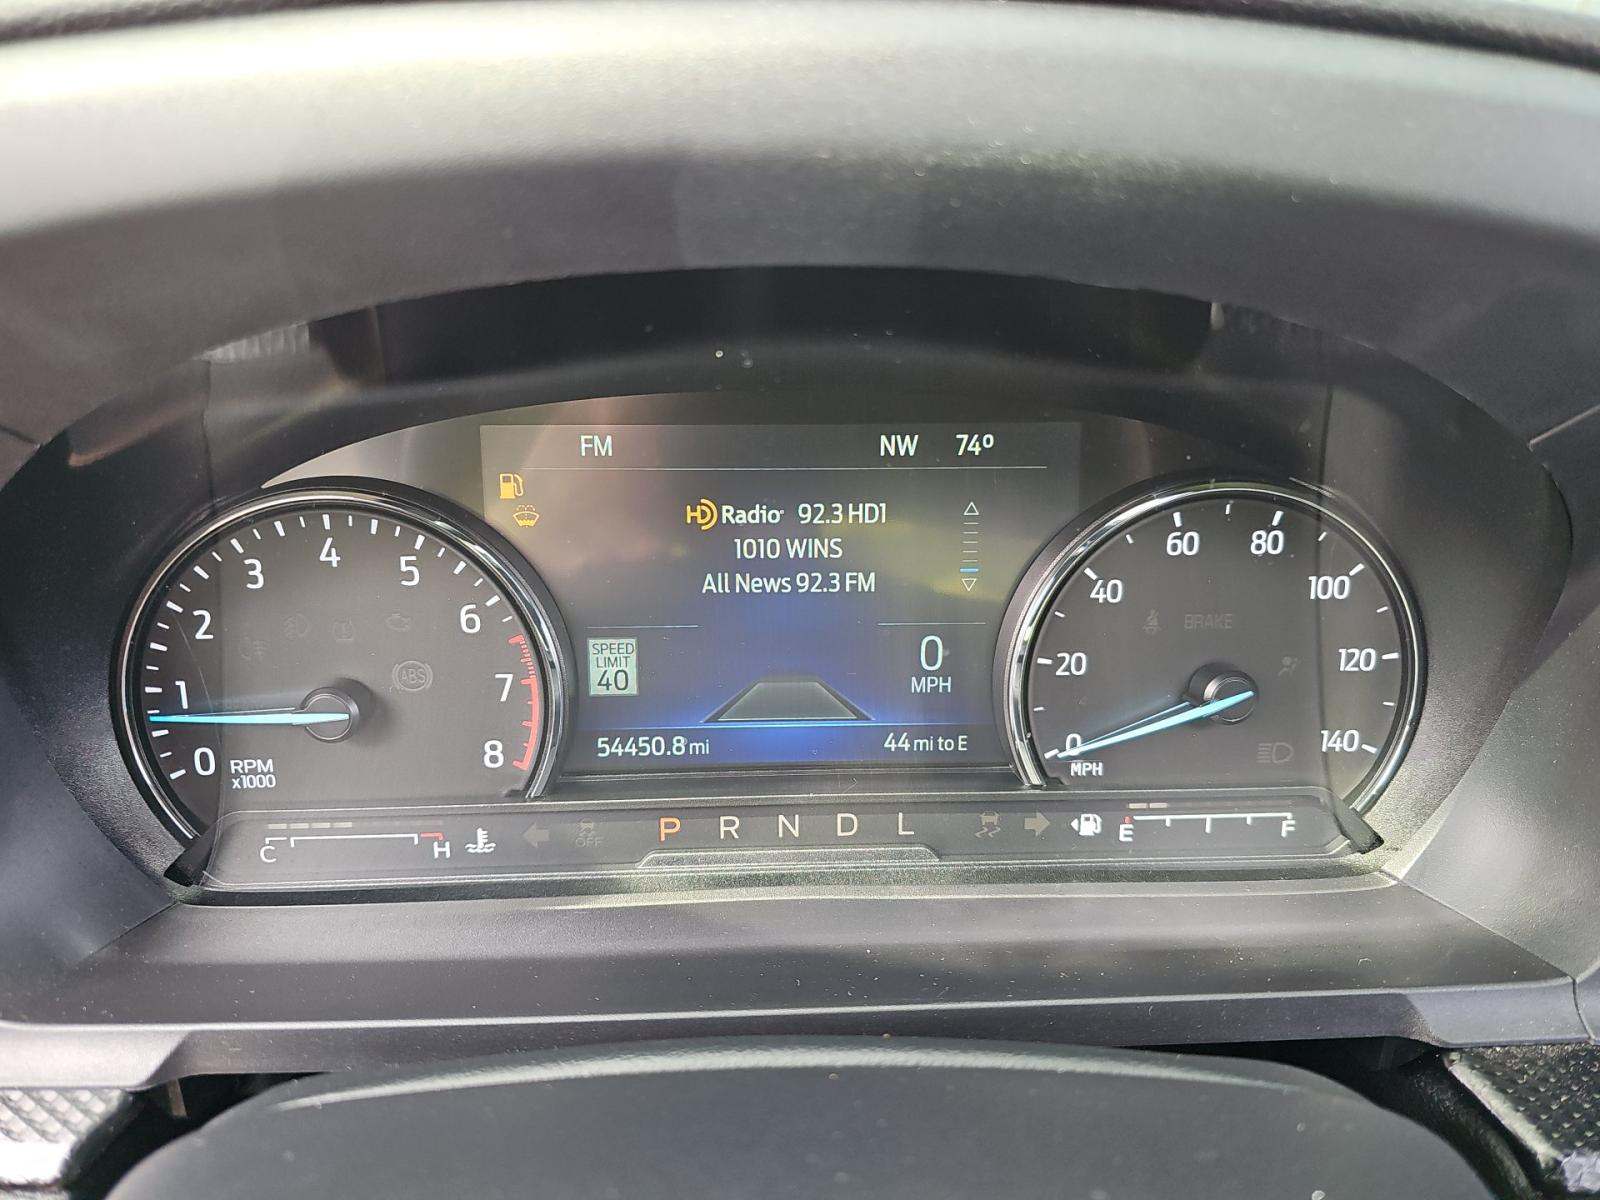 FM NW 74º
HD Radio 92.3 HD1
1010 WINS
All News 92.3 FM
SPEED
LIMIT
40
0
MPH
54450.8 mi 44 mi to E
0 1 2 3 4 5 6 7 8
RPM
x1000
ABS
0 20 40 60 80 100 120 140
MPH
BRAKE
C H
OFF
P R N D L
E F